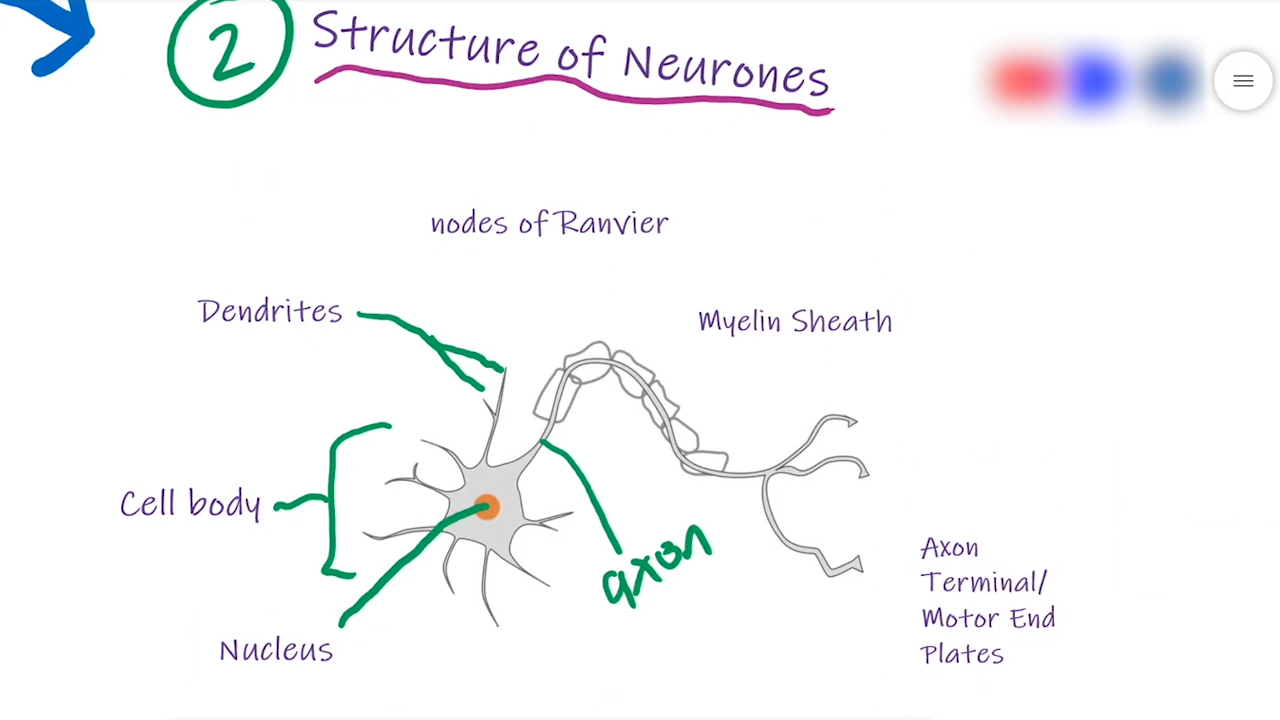 2
Structure of Neurones
nodes of Ranvier
Dendrites
Myelin Sheath
Cell body
axon
Axon
Terminal/
Motor End
Plates
Nucleus